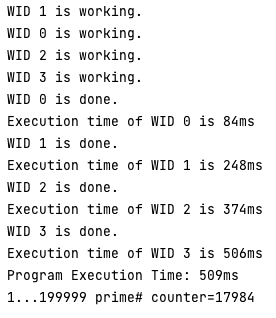 WID 1 is working.
WID 0 is working.
WID 2 is working.
WID 3 is working.
WID 0 is done.
Execution time of WID 0 is 84ms
WID 1 is done.
Execution time of WID 1 is 248ms
WID 2 is done.
Execution time of WID 2 is 374ms
WID 3 is done.
Execution time of WID 3 is 506ms
Program Execution Time: 509ms
1...199999 prime# counter=17984